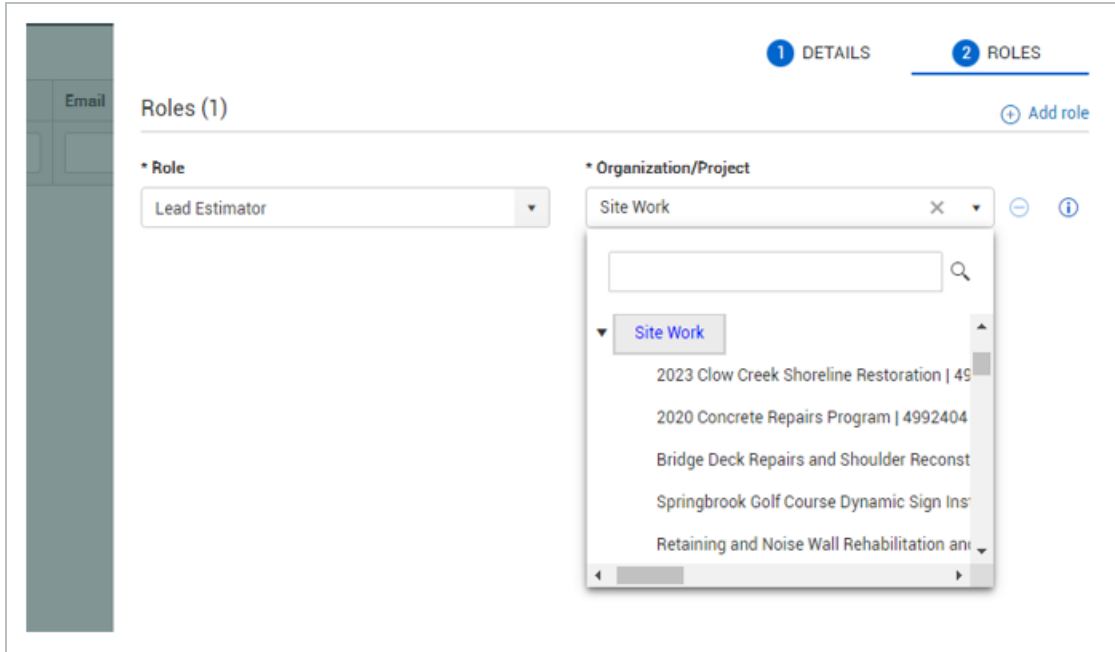 1 DETAILS 2 ROLES
Email
Roles (1)
Add role
* Role
* Organization/Project
Lead Estimator
Site Work
Site Work
2023 Clow Creek Shoreline Restoration | 49
2020 Concrete Repairs Program | 4992404
Bridge Deck Repairs and Shoulder Reconst
Springbrook Golf Course Dynamic Sign Ins
Retaining and Noise Wall Rehabilitation an